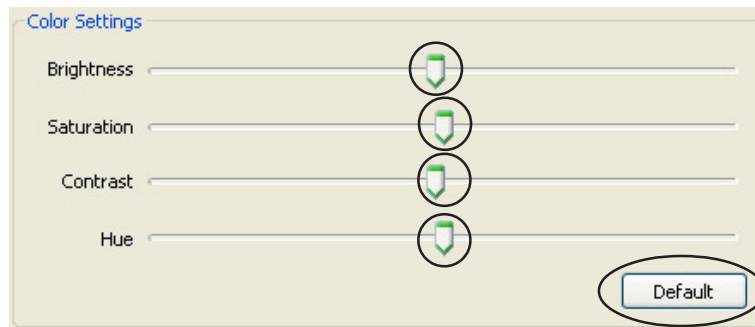 Color Settings
Brightness
Saturation
Contrast
Hue
Default